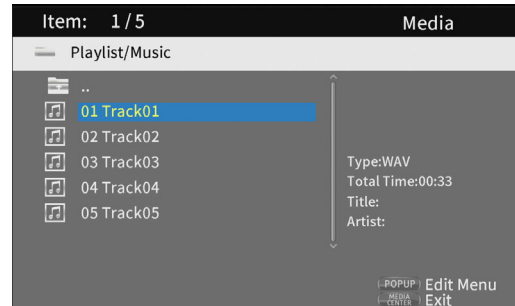 Item: 1/5
Media
Playlist/Music
..
01 Track01
02 Track02
03 Track03
04 Track04
05 Track05
Type:WAV
Total Time:00:33
Title:
Artist:
POPUP Edit Menu
MEDIA CENTER Exit